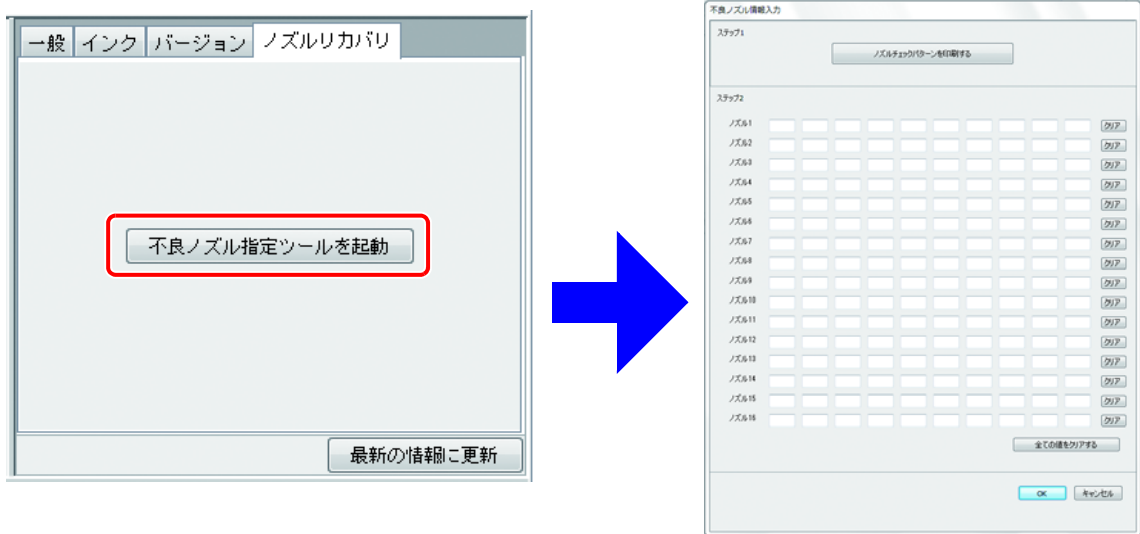 一般 インク バージョン ノズルリカバリ
不良ノズル指定ツールを起動
最新の情報に更新
不良ノズル情報入力
ステップ1
ノズルチェックパターンを印刷する
ステップ2
ノズル1 クリア
ノズル2 クリア
ノズル3 クリア
ノズル4 クリア
ノズル5 クリア
ノズル6 クリア
ノズル7 クリア
ノズル8 クリア
ノズル9 クリア
ノズル10 クリア
ノズル11 クリア
ノズル12 クリア
ノズル13 クリア
ノズル14 クリア
ノズル15 クリア
ノズル16 クリア
全ての値をクリアする
OK キャンセル